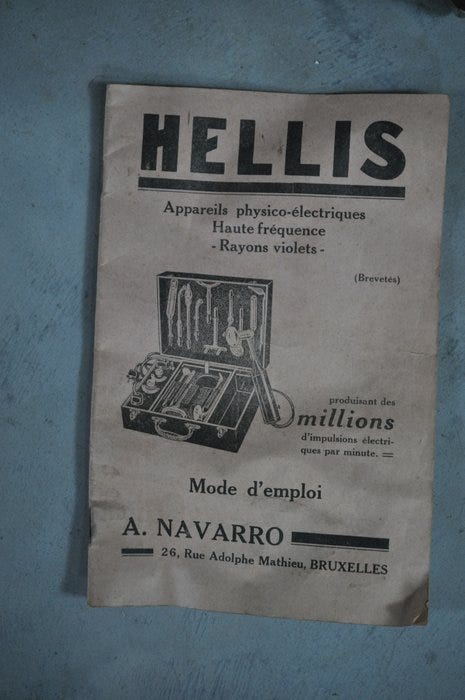 HELLIS
Appareils physico-électriques
Haute fréquence
- Rayons violets -
(Brevetés)
produisant des
millions
d'impulsions électri-
ques par minute. =
Mode d'emploi
A. NAVARRO
26, Rue Adolphe Mathieu, BRUXELLES